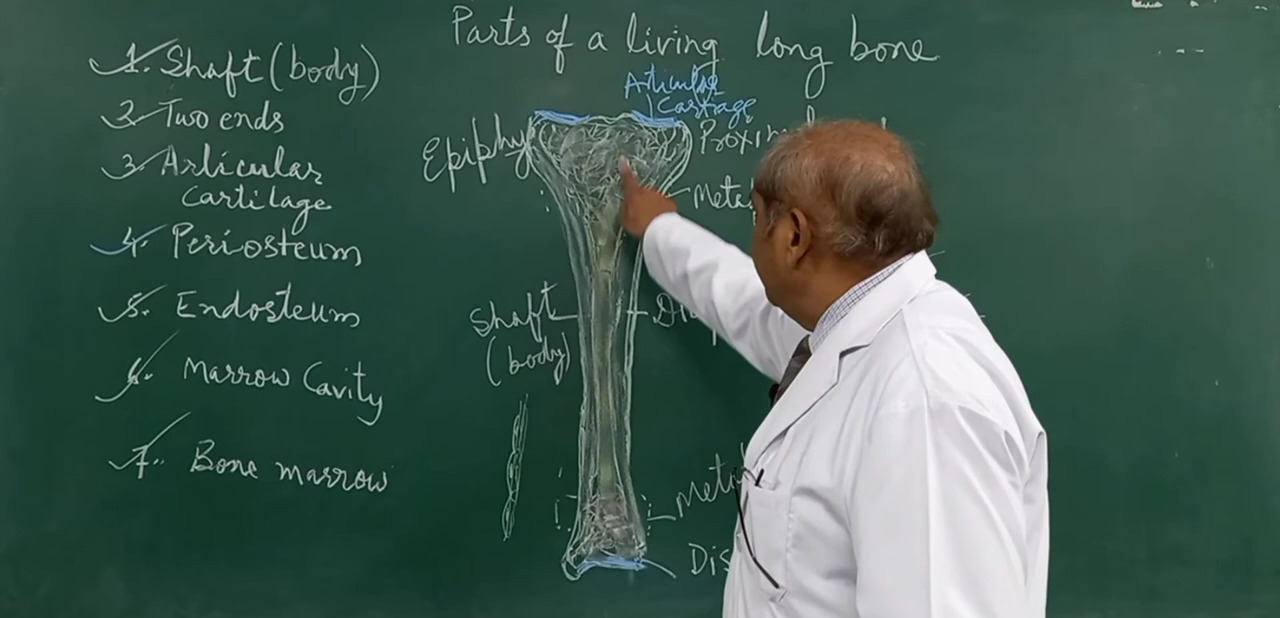 Parts of a living long bone
1. Shaft (body)
2. Two ends
3. Articular
cartilage
4. Periosteum
5. Endosteum
6. Marrow Cavity
7. Bone marrow
Articular
Cartiage
Epiphy
Proxim
Meta
Shaft
(body)
Meta
Dis